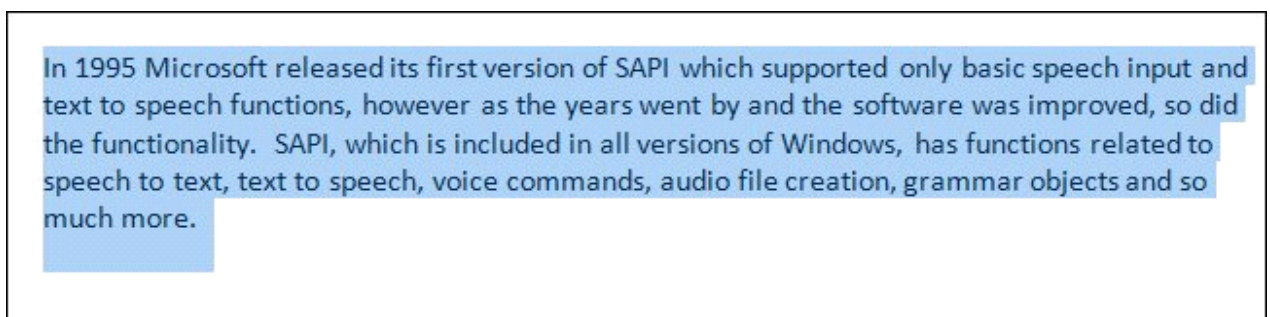 In 1995 Microsoft released its first version of SAPI which supported only basic speech input and
text to speech functions, however as the years went by and the software was improved, so did
the functionality.  SAPI, which is included in all versions of Windows, has functions related to
speech to text, text to speech, voice commands, audio file creation, grammar objects and so
much more.